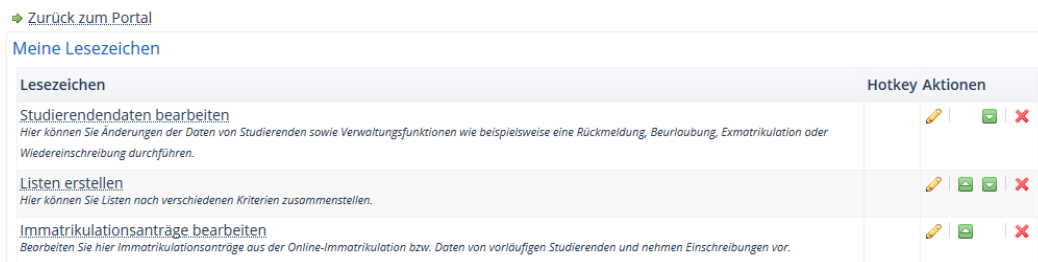 Zurück zum Portal
Meine Lesezeichen
Lesezeichen Hotkey Aktionen
Studierendendaten bearbeiten
Hier können Sie Änderungen der Daten von Studierenden sowie Verwaltungsfunktionen wie beispielsweise eine Rückmeldung, Beurlaubung, Exmatrikulation oder
Wiedereinschreibung durchführen.
Listen erstellen
Hier können Sie Listen nach verschiedenen Kriterien zusammenstellen.
Immatrikulationsanträge bearbeiten
Bearbeiten Sie hier Immatrikulationsanträge aus der Online-Immatrikulation bzw. Daten von vorläufigen Studierenden und nehmen Einschreibungen vor.